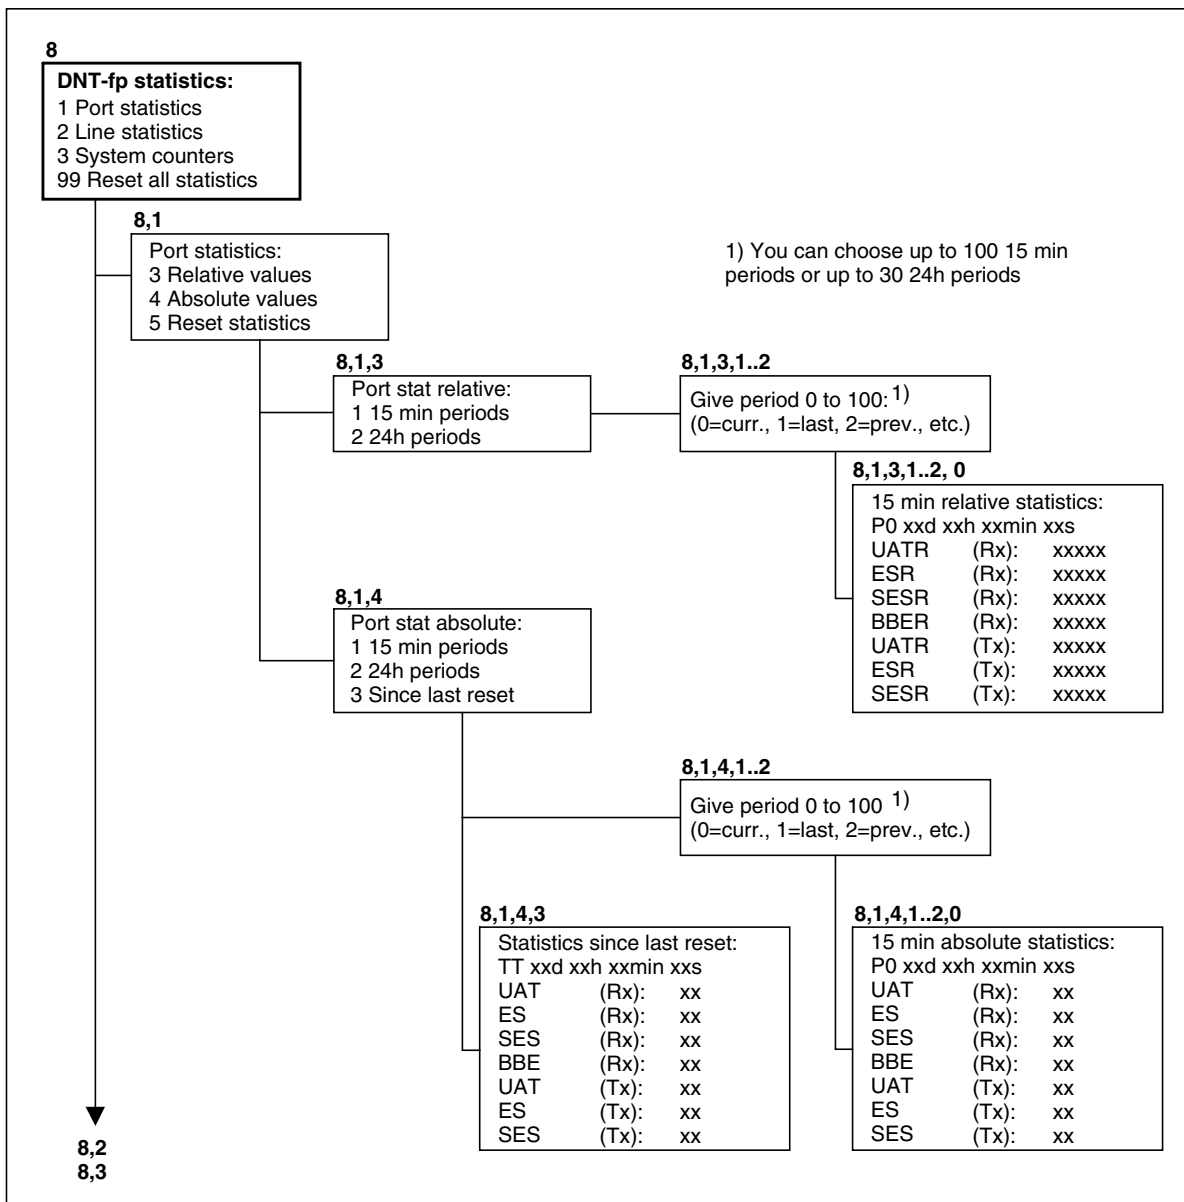 8
DNT-fp statistics:
1 Port statistics
2 Line statistics
3 System counters
99 Reset all statistics
8,1
Port statistics:
3 Relative values
4 Absolute values
5 Reset statistics
1) You can choose up to 100 15 min
periods or up to 30 24h periods
8,1,3
Port stat relative:
1 15 min periods
2 24h periods
8,1,3,1..2
Give period 0 to 100: 1)
(0=curr., 1=last, 2=prev., etc.)
8,1,3,1..2, 0
15 min relative statistics:
P0 xxd xxh xxmin xxs
UATR (Rx): xxxxx
ESR (Rx): xxxxx
SESR (Rx): xxxxx
BBER (Rx): xxxxx
UATR (Tx): xxxxx
ESR (Tx): xxxxx
SESR (Tx): xxxxx
8,1,4
Port stat absolute:
1 15 min periods
2 24h periods
3 Since last reset
8,1,4,1..2
Give period 0 to 100 1)
(0=curr., 1=last, 2=prev., etc.)
8,1,4,3
Statistics since last reset:
TT xxd xxh xxmin xxs
UAT (Rx): xx
ES (Rx): xx
SES (Rx): xx
BBE (Rx): xx
UAT (Tx): xx
ES (Tx): xx
SES (Tx): xx
8,1,4,1..2,0
15 min absolute statistics:
P0 xxd xxh xxmin xxs
UAT (Rx): xx
ES (Rx): xx
SES (Rx): xx
BBE (Rx): xx
UAT (Tx): xx
ES (Tx): xx
SES (Tx): xx
8,2
8,3